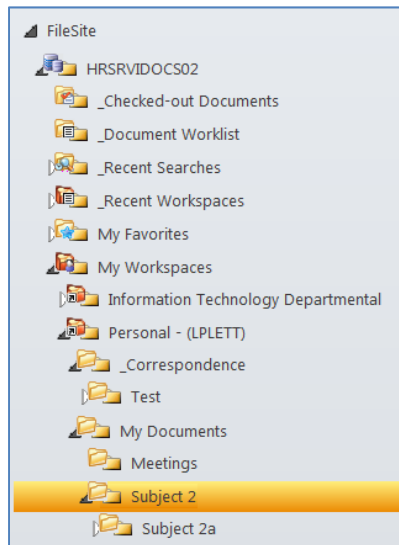 FileSite
HRSRVIDOCS02
_Checked-out Documents
_Document Worklist
_Recent Searches
_Recent Workspaces
My Favorites
My Workspaces
Information Technology Departmental
Personal - (LPLETT)
_Correspondence
Test
My Documents
Meetings
Subject 2
Subject 2a